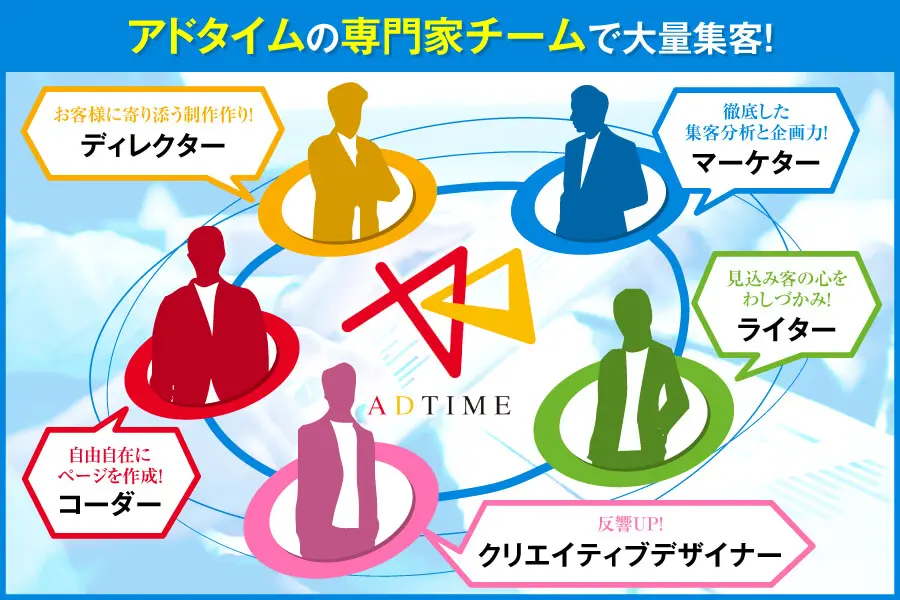 アドタイムの専門家チームで大量集客!
お客様に寄り添う制作作り!
ディレクター
徹底した
集客分析と企画力!
マーケター
見込み客の心を
わしづかみ!
ライター
ADTIME
自由自在に
ページを作成!
コーダー
反響UP!
クリエイティブデザイナー